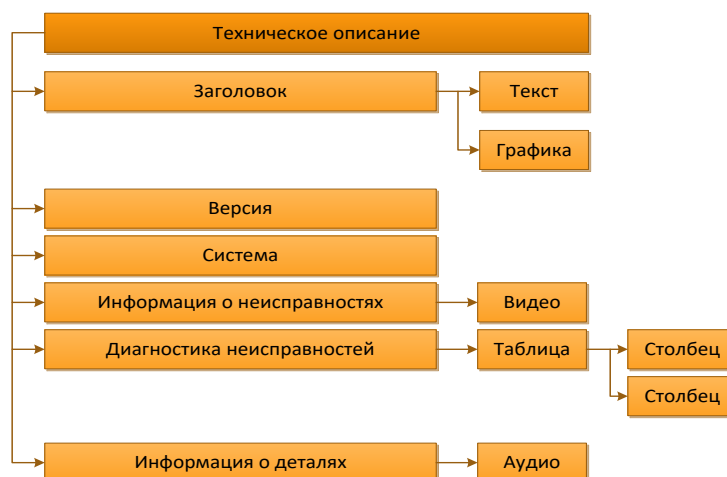 Техническое описание
Заголовок
Текст
Графика
Версия
Система
Информация о неисправностях
Видео
Диагностика неисправностей
Таблица
Столбец
Столбец
Информация о деталях
Аудио